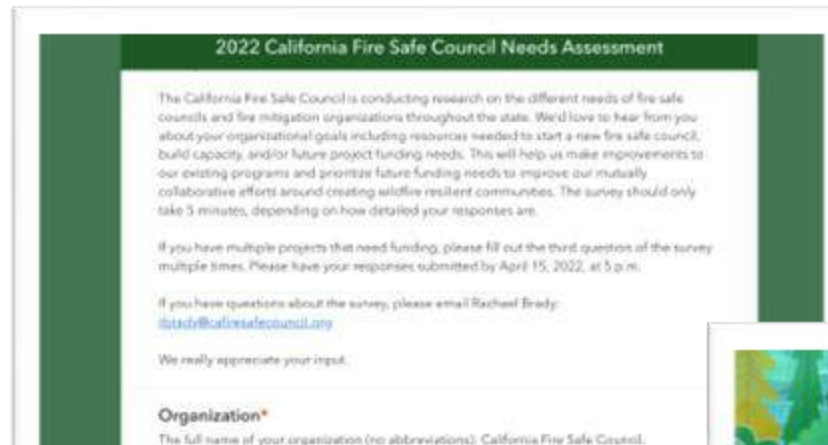 2022 California Fire Safe Council Needs Assessment
The California Fire Safe Council is conducting research on the different needs of fire safe
councils and fire mitigation organizations throughout the state. We'd love to hear from you
about your organizational goals including resources needed to start a new fire safe council,
build capacity, and/or future project funding needs. This will help us make improvements to
our existing programs and prioritize future funding needs to improve our mutually
collaborative efforts around creating wildfire resilient communities. The survey should only
take 5 minutes, depending on how detailed your responses are.
If you have multiple projects that need funding, please fill out the third question of the survey
multiple times. Please have your responses submitted by April 15, 2022, at 5 p.m.
If you have questions about the survey, please email Rachael Brady:
rbrady@cafiresafecouncil.org
We really appreciate your input.
Organization*
The full name of your organization (no abbreviations). California Fire Safe Council.